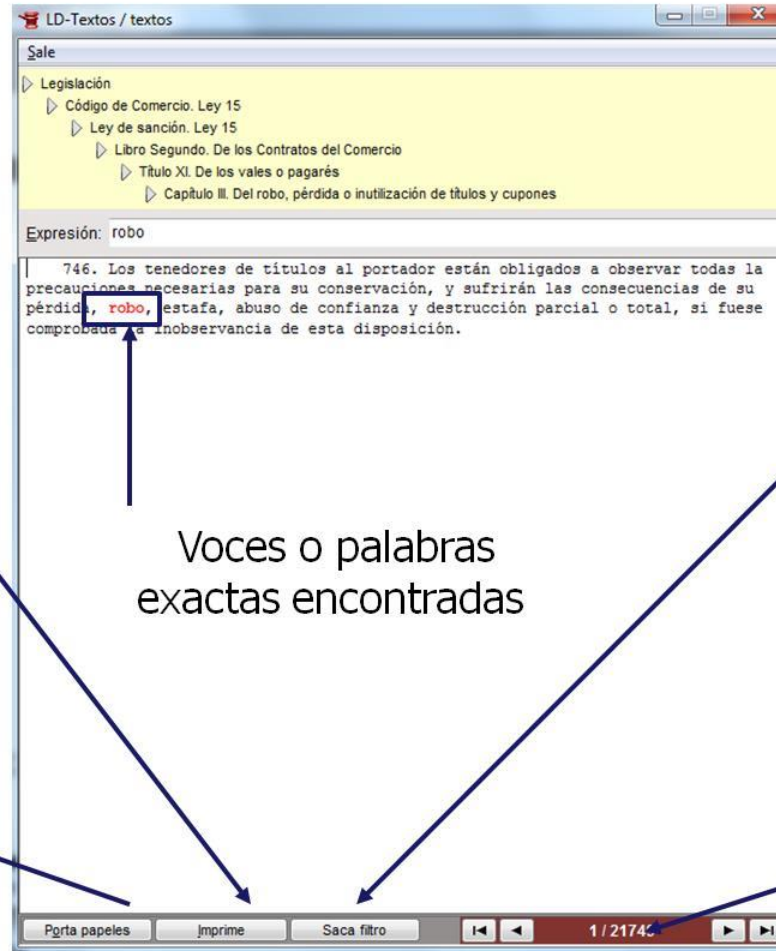 LD-Textos / textos
Sale
Legislación
Código de Comercio. Ley 15
Ley de sanción. Ley 15
Libro Segundo. De los Contratos del Comercio
Título XI. De los vales o pagarés
Capítulo III. Del robo, pérdida o inutilización de títulos y cupones
Expresión: robo
746. Los tenedores de títulos al portador están obligados a observar todas la
precauciones necesarias para su conservación, y sufrirán las consecuencias de su
pérdida, robo, estafa, abuso de confianza y destrucción parcial o total, si fuese
comprobada la inobservancia de esta disposición.
Voces o palabras
exactas encontradas
Porta papeles Imprime Saca filtro 1 /